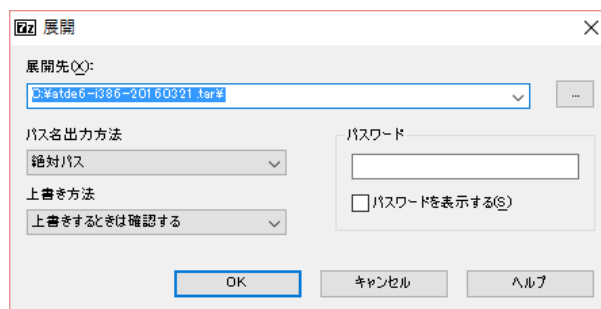 7z 展開
展開先(X):
C:¥atde6-i386-20160321.tar¥
...
パス名出力方法
絶対パス
上書き方法
上書きするときは確認する
パスワード
パスワードを表示する(S)
OK
キャンセル
ヘルプ